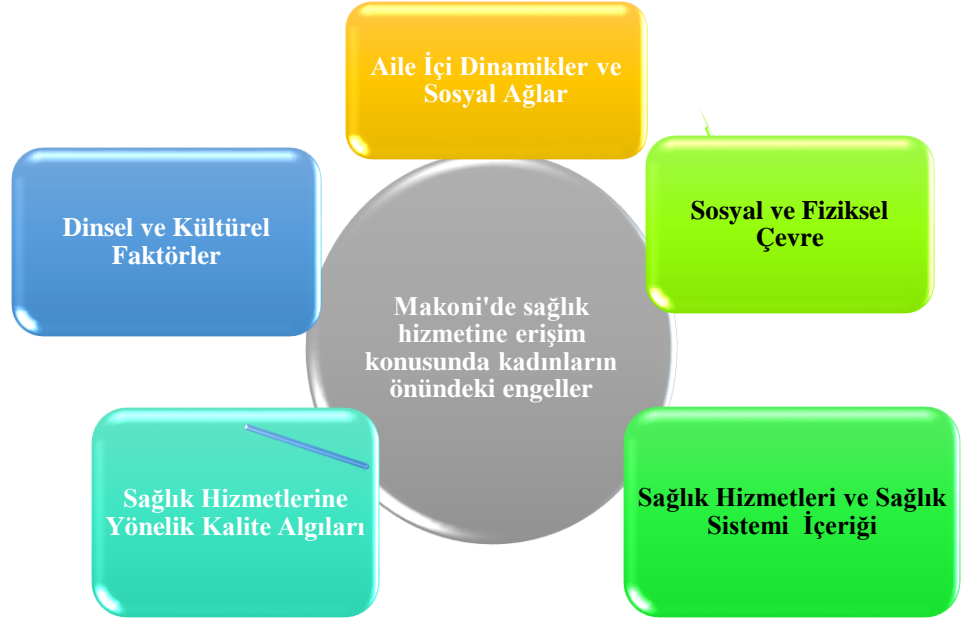 Aile İçi Dinamikler ve
Sosyal Ağlar
Dinsel ve Kültürel
Faktörler
Sosyal ve Fiziksel
Çevre
Makoni'de sağlık
hizmetine erişim
konusunda kadınların
önündeki engeller
Sağlık Hizmetlerine
Yönelik Kalite Algıları
Sağlık Hizmetleri ve Sağlık
Sistemi İçeriği